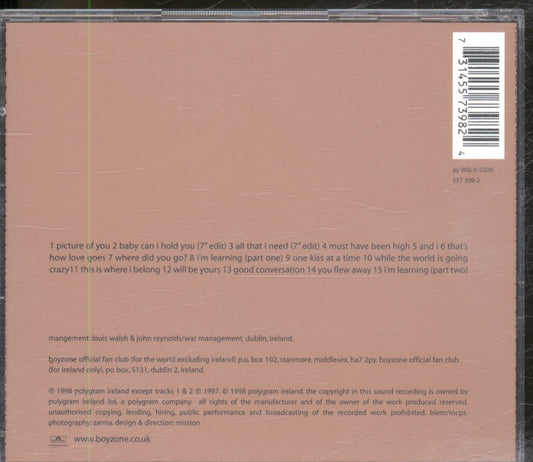 7 31455 73982 4
py 900. lc 0309.
557 398-2.
1 picture of you 2 baby can i hold you (7" edit) 3 all that i need (7" edit) 4 must have been high 5 and i 6 that's
how love goes 7 where did you go? 8 i'm learning (part one) 9 one kiss at a time 10 while the world is going
crazy11 this is where i belong 12 will be yours 13 good conversation 14 you flew away 15 i'm learning (part two)
mangement: louis walsh & john reynolds/war management, dublin, ireland.
boyzone official fan club (for the world excluding ireland) p.o. box 102, stanmore, middlesex, ha7 2py. boyzone official fan club
(for ireland only), po box, 5131, dublin 2, ireland.
℗ 1998 polygram ireland except tracks 1 & 2 ℗ 1997. © 1998 polygram ireland. the copyright in this sound recording is owned by
polygram ireland ltd, a polygram company. all rights of the manufacturer and of the owner of the work produced reserved.
unauthorised copying, lending, hiring, public performance and broadcasting of the recorded work prohibited. biem/mcps.
photography: zanna. design & direction: mission
www.boyzone.co.uk